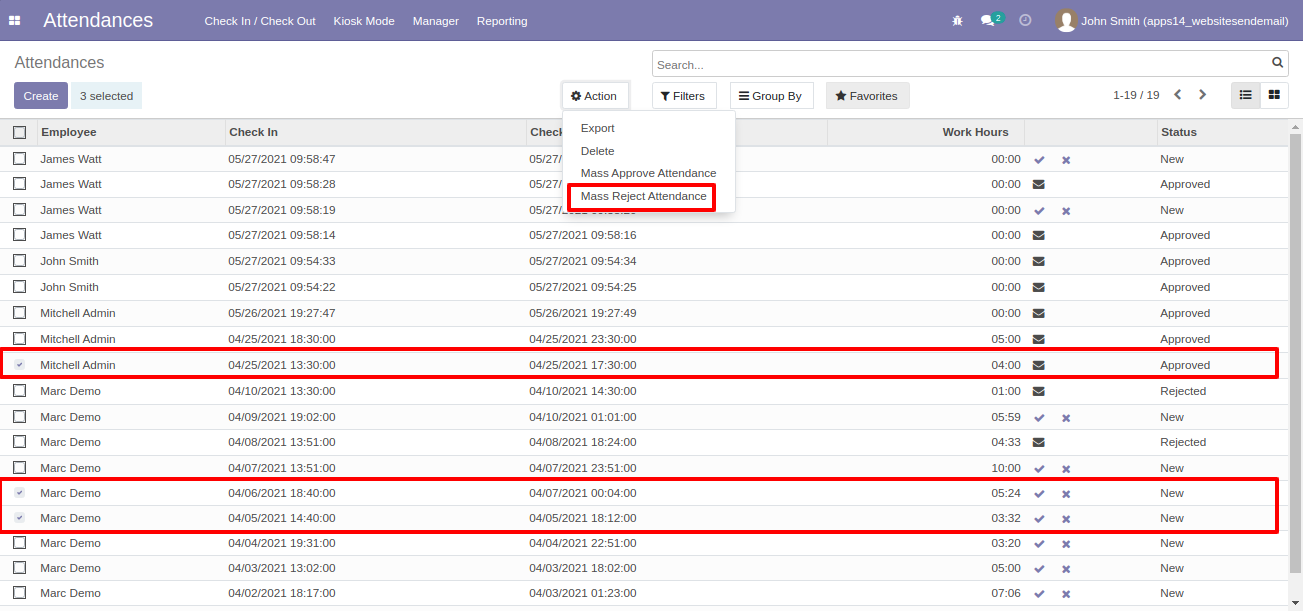 Attendances Check In / Check Out Kiosk Mode Manager Reporting 2 John Smith (apps14_websitesendemail)
Attendances Search...
Create 3 selected Action Filters Group By Favorites 1-19 / 19
Export
Delete
Mass Approve Attendance
Mass Reject Attendance
Employee Check In Check Work Hours Status
James Watt 05/27/2021 09:58:47 05/27/ 00:00 New
James Watt 05/27/2021 09:58:28 05/27/ 00:00 Approved
James Watt 05/27/2021 09:58:19 05/27/ 00:00 New
James Watt 05/27/2021 09:58:14 05/27/2021 09:58:16 00:00 Approved
John Smith 05/27/2021 09:54:33 05/27/2021 09:54:34 00:00 Approved
John Smith 05/27/2021 09:54:22 05/27/2021 09:54:25 00:00 Approved
Mitchell Admin 05/26/2021 19:27:47 05/26/2021 19:27:49 00:00 Approved
Mitchell Admin 04/25/2021 18:30:00 04/25/2021 23:30:00 05:00 Approved
Mitchell Admin 04/25/2021 13:30:00 04/25/2021 17:30:00 04:00 Approved
Marc Demo 04/10/2021 13:30:00 04/10/2021 14:30:00 01:00 Rejected
Marc Demo 04/09/2021 19:02:00 04/10/2021 01:01:00 05:59 New
Marc Demo 04/08/2021 13:51:00 04/08/2021 18:24:00 04:33 Rejected
Marc Demo 04/07/2021 13:51:00 04/07/2021 23:51:00 10:00 New
Marc Demo 04/06/2021 18:40:00 04/07/2021 00:04:00 05:24 New
Marc Demo 04/05/2021 14:40:00 04/05/2021 18:12:00 03:32 New
Marc Demo 04/04/2021 19:31:00 04/04/2021 22:51:00 03:20 New
Marc Demo 04/03/2021 13:02:00 04/03/2021 18:02:00 05:00 New
Marc Demo 04/02/2021 18:17:00 04/03/2021 01:23:00 07:06 New